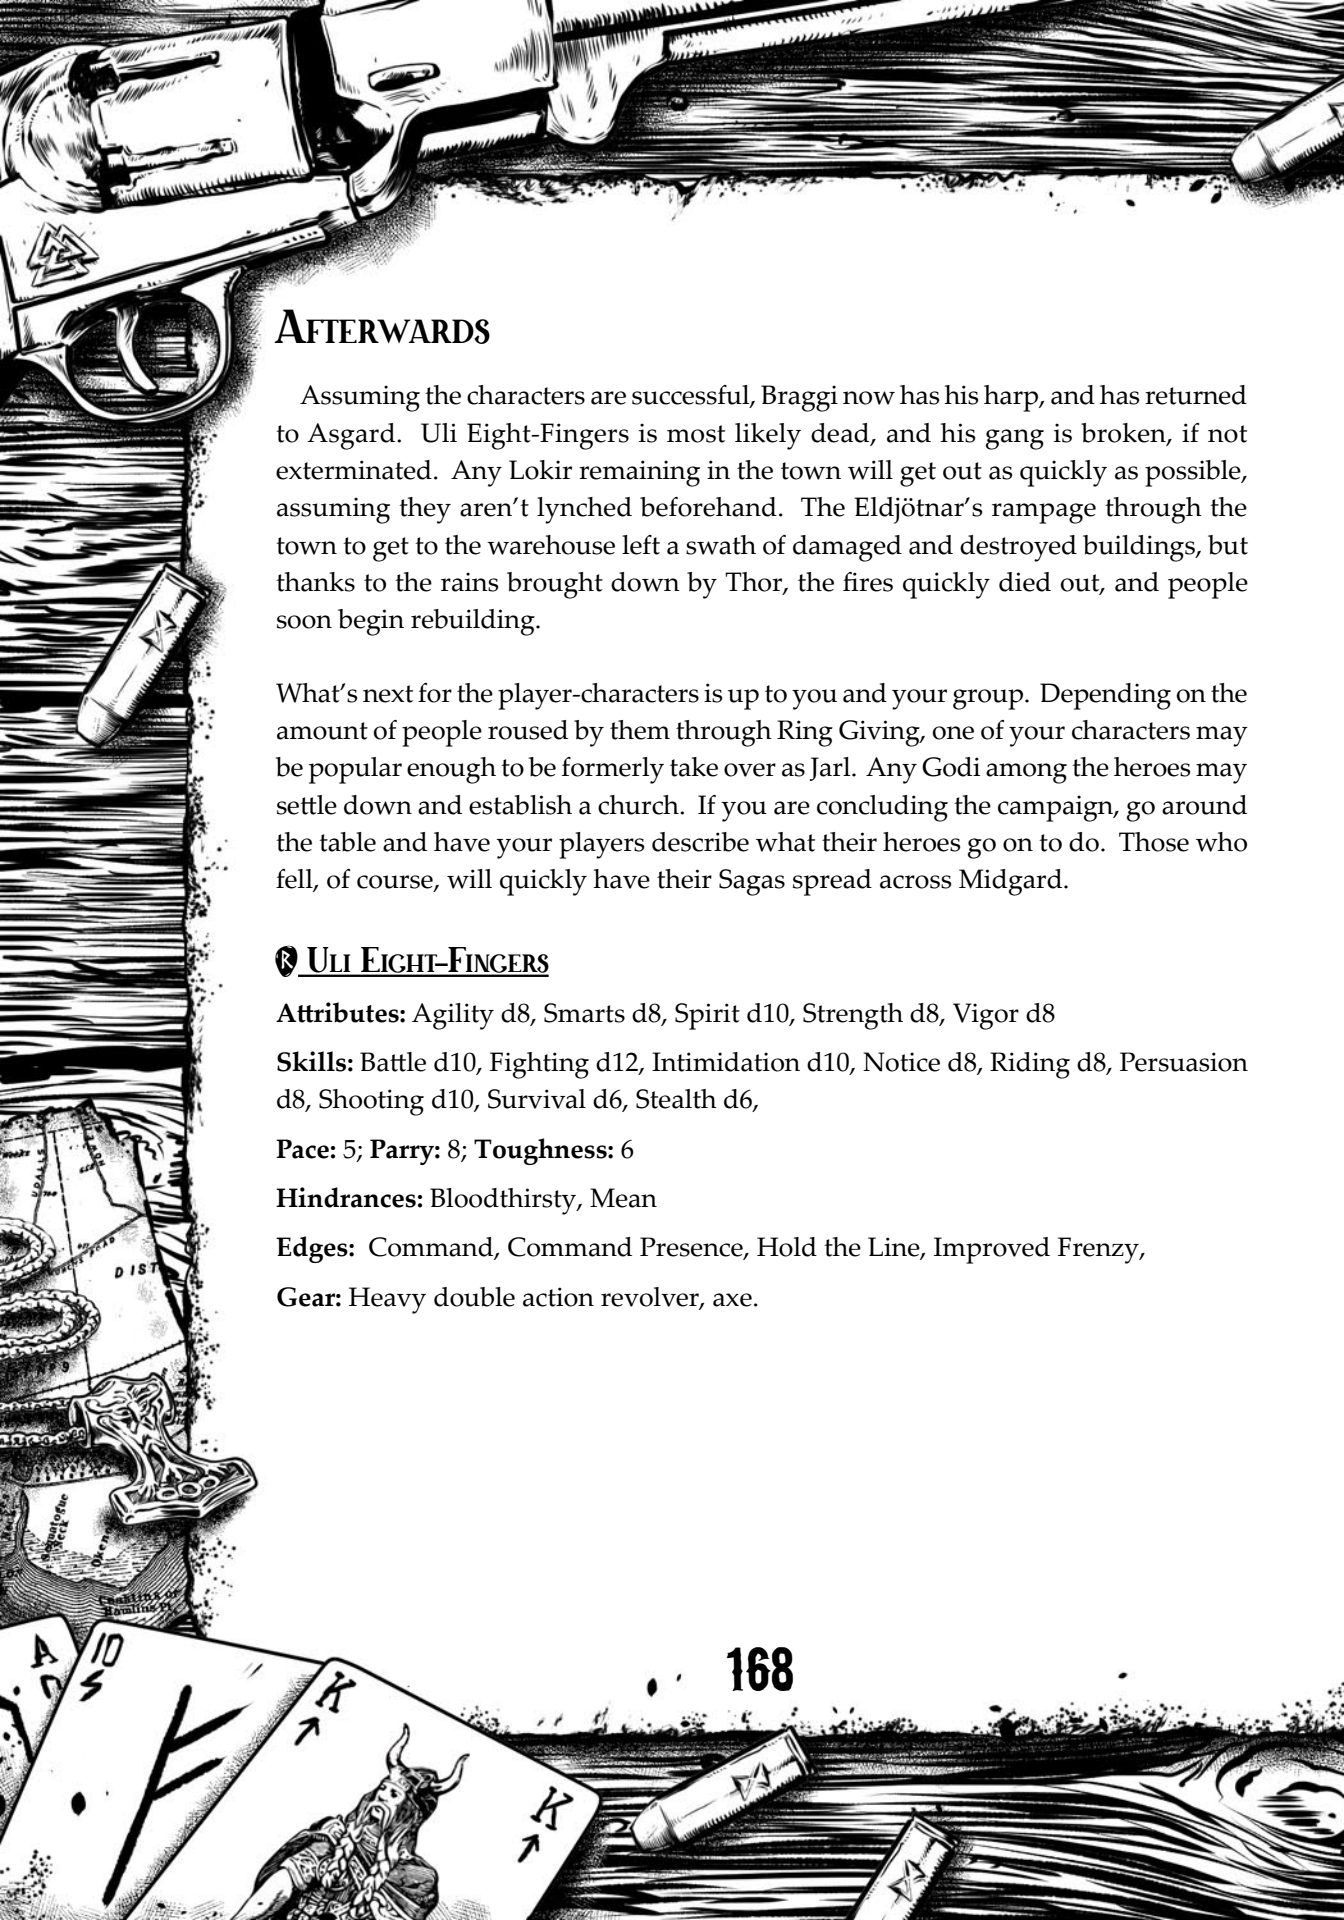 Afterwards
Assuming the characters are successful, Braggi now has his harp, and has returned
to Asgard.  Uli Eight-Fingers is most likely dead, and his gang is broken, if not
exterminated.  Any Lokir remaining in the town will get out as quickly as possible,
assuming they aren’t lynched beforehand.  The Eldjötnar’s rampage through the
town to get to the warehouse left a swath of damaged and destroyed buildings, but
thanks to the rains brought down by Thor, the fires quickly died out, and people
soon begin rebuilding.
What’s next for the player-characters is up to you and your group.  Depending on the
amount of people roused by them through Ring Giving, one of your characters may
be popular enough to be formerly take over as Jarl.  Any Godi among the heroes may
settle down and establish a church.  If you are concluding the campaign, go around
the table and have your players describe what their heroes go on to do.  Those who
fell, of course, will quickly have their Sagas spread across Midgard.
Uli Eight-Fingers
Attributes: Agility d8, Smarts d8, Spirit d10, Strength d8, Vigor d8
Skills: Battle d10, Fighting d12, Intimidation d10, Notice d8, Riding d8, Persuasion
d8, Shooting d10, Survival d6, Stealth d6,
Pace: 5; Parry: 8; Toughness: 6
Hindrances: Bloodthirsty, Mean
Edges:  Command, Command Presence, Hold the Line, Improved Frenzy,
Gear: Heavy double action revolver, axe.
DIST
Neck
Hamlins Pt
A
10
K
K
168